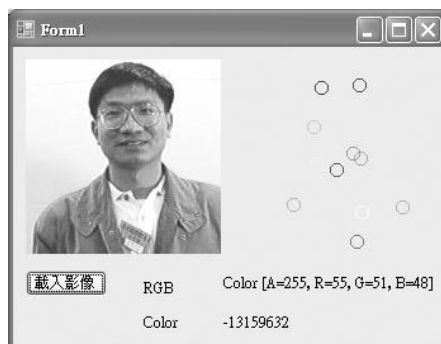 Form1
載入影像
RGB
Color [A=255, R=55, G=51, B=48]
Color
-13159632